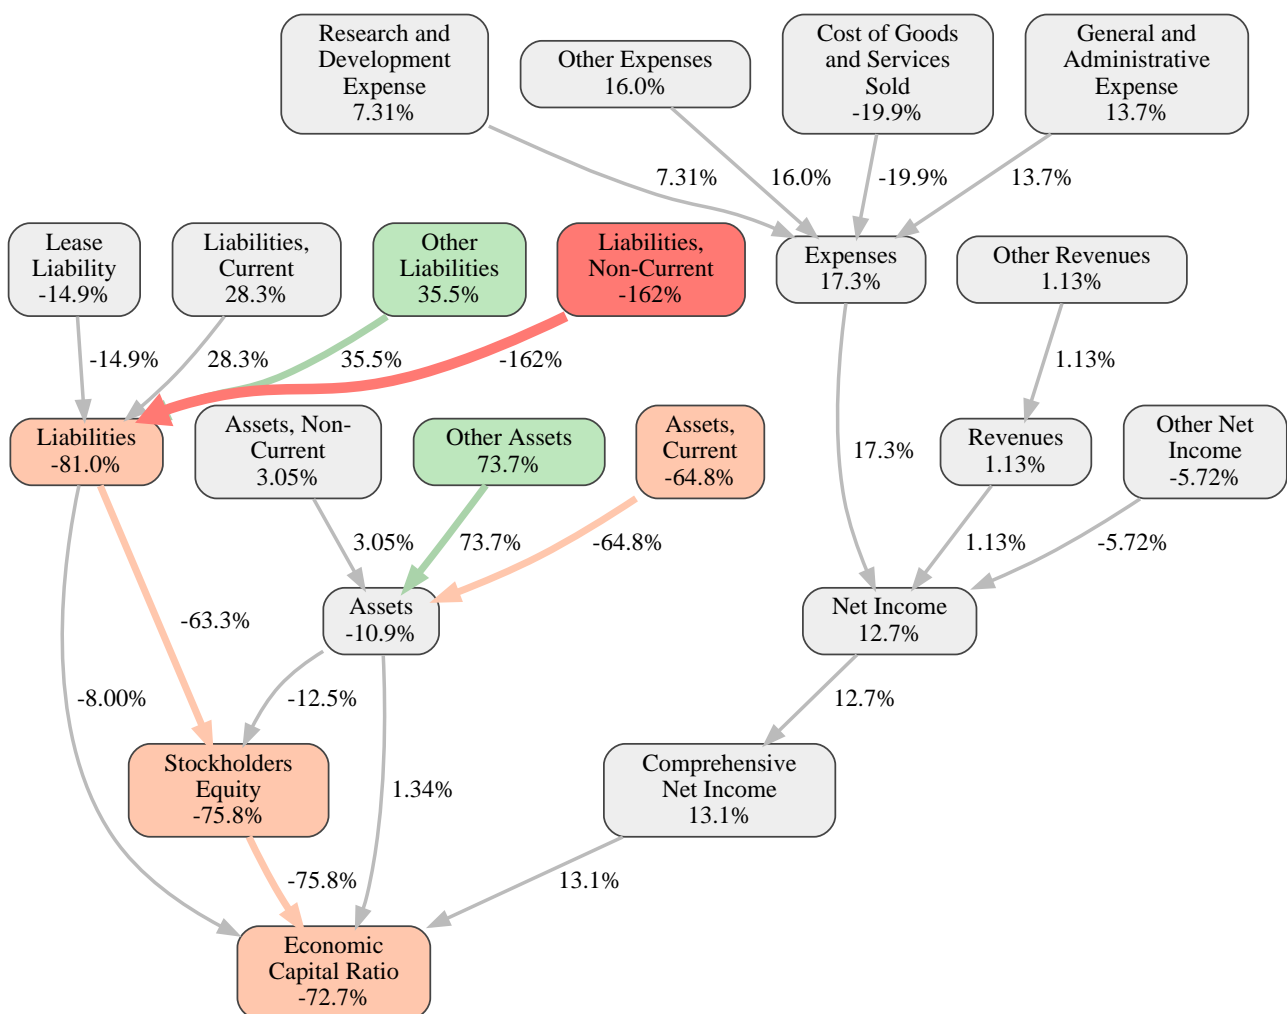 Research and
Development
Expense
7.31%
Other Expenses
16.0%
Cost of Goods
and Services
Sold
-19.9%
General and
Administrative
Expense
13.7%
7.31%
16.0%
-19.9%
13.7%
Lease
Liability
-14.9%
Liabilities,
Current
28.3%
Other
Liabilities
35.5%
Liabilities,
Non-Current
-162%
Expenses
17.3%
Other Revenues
1.13%
-14.9%
28.3%
35.5%
-162%
1.13%
Liabilities
-81.0%
Assets, Non-
Current
3.05%
Other Assets
73.7%
Assets,
Current
-64.8%
17.3%
Revenues
1.13%
Other Net
Income
-5.72%
3.05%
73.7%
-64.8%
1.13%
-5.72%
-63.3%
Assets
-10.9%
Net Income
12.7%
-8.00%
-12.5%
12.7%
Stockholders
Equity
-75.8%
1.34%
Comprehensive
Net Income
13.1%
-75.8%
13.1%
Economic
Capital Ratio
-72.7%